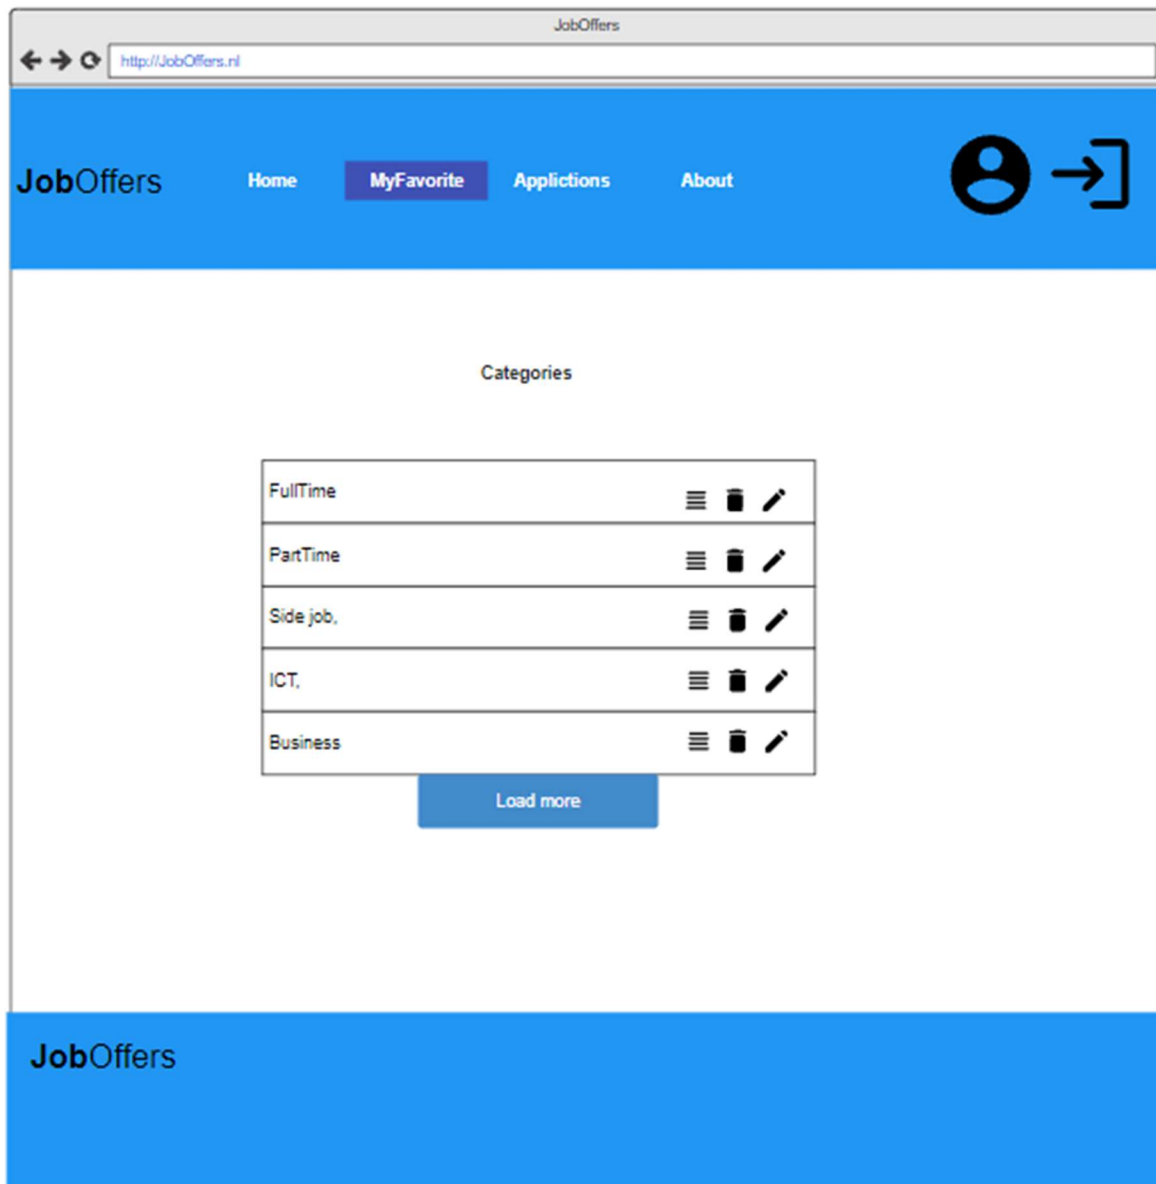 JobOffers
http://JobOffers.nl
JobOffers Home MyFavorite Applictions About
Categories
FullTime
PartTime
Side job,
ICT,
Business
Load more
JobOffers